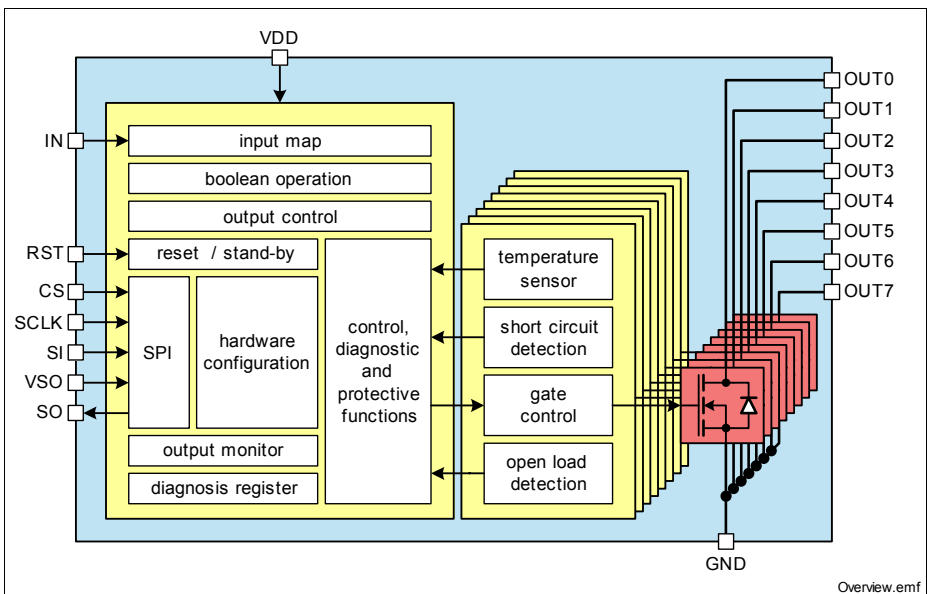 VDD
OUT0
OUT1
OUT2
OUT3
OUT4
OUT5
OUT6
OUT7
IN
input map
boolean operation
output control
RST
reset / stand-by
CS
SCLK
SI
VSO
SO
SPI
hardware
configuration
control,
diagnostic
and
protective
functions
output monitor
diagnosis register
temperature
sensor
short circuit
detection
gate
control
open load
detection
GND
Overview.emf